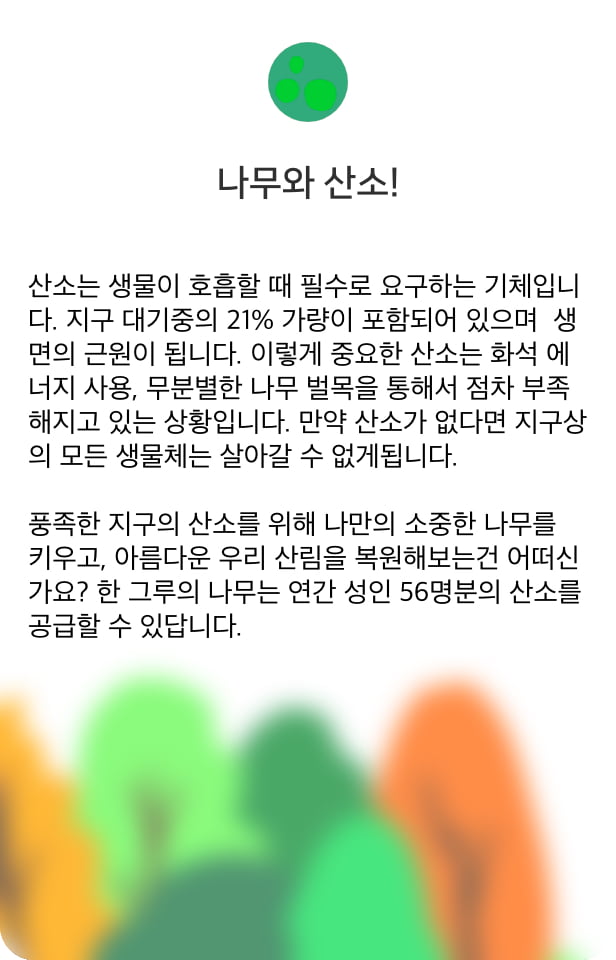 나무와 산소!
산소는 생물이 호흡할 때 필수로 요구하는 기체입니
다. 지구 대기중의 21% 가량이 포함되어 있으며  생
면의 근원이 됩니다. 이렇게 중요한 산소는 화석 에
너지 사용, 무분별한 나무 벌목을 통해서 점차 부족
해지고 있는 상황입니다. 만약 산소가 없다면 지구상
의 모든 생물체는 살아갈 수 없게됩니다.
풍족한 지구의 산소를 위해 나만의 소중한 나무를
키우고, 아름다운 우리 산림을 복원해보는건 어떠신
가요? 한 그루의 나무는 연간 성인 56명분의 산소를
공급할 수 있답니다.